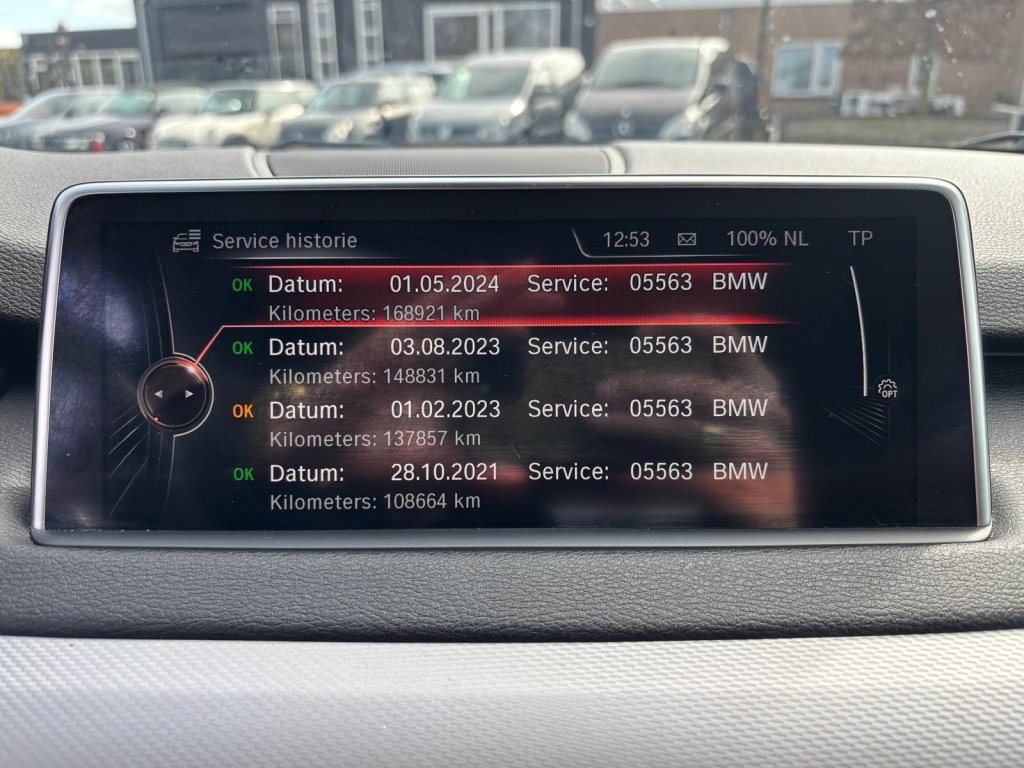 Service historie 12:53 100% NL TP
OK Datum: 01.05.2024 Service: 05563 BMW
Kilometers: 168921 km
OK Datum: 03.08.2023 Service: 05563 BMW
Kilometers: 148831 km
OK Datum: 01.02.2023 Service: 05563 BMW
Kilometers: 137857 km
OK Datum: 28.10.2021 Service: 05563 BMW
Kilometers: 108664 km
OPT